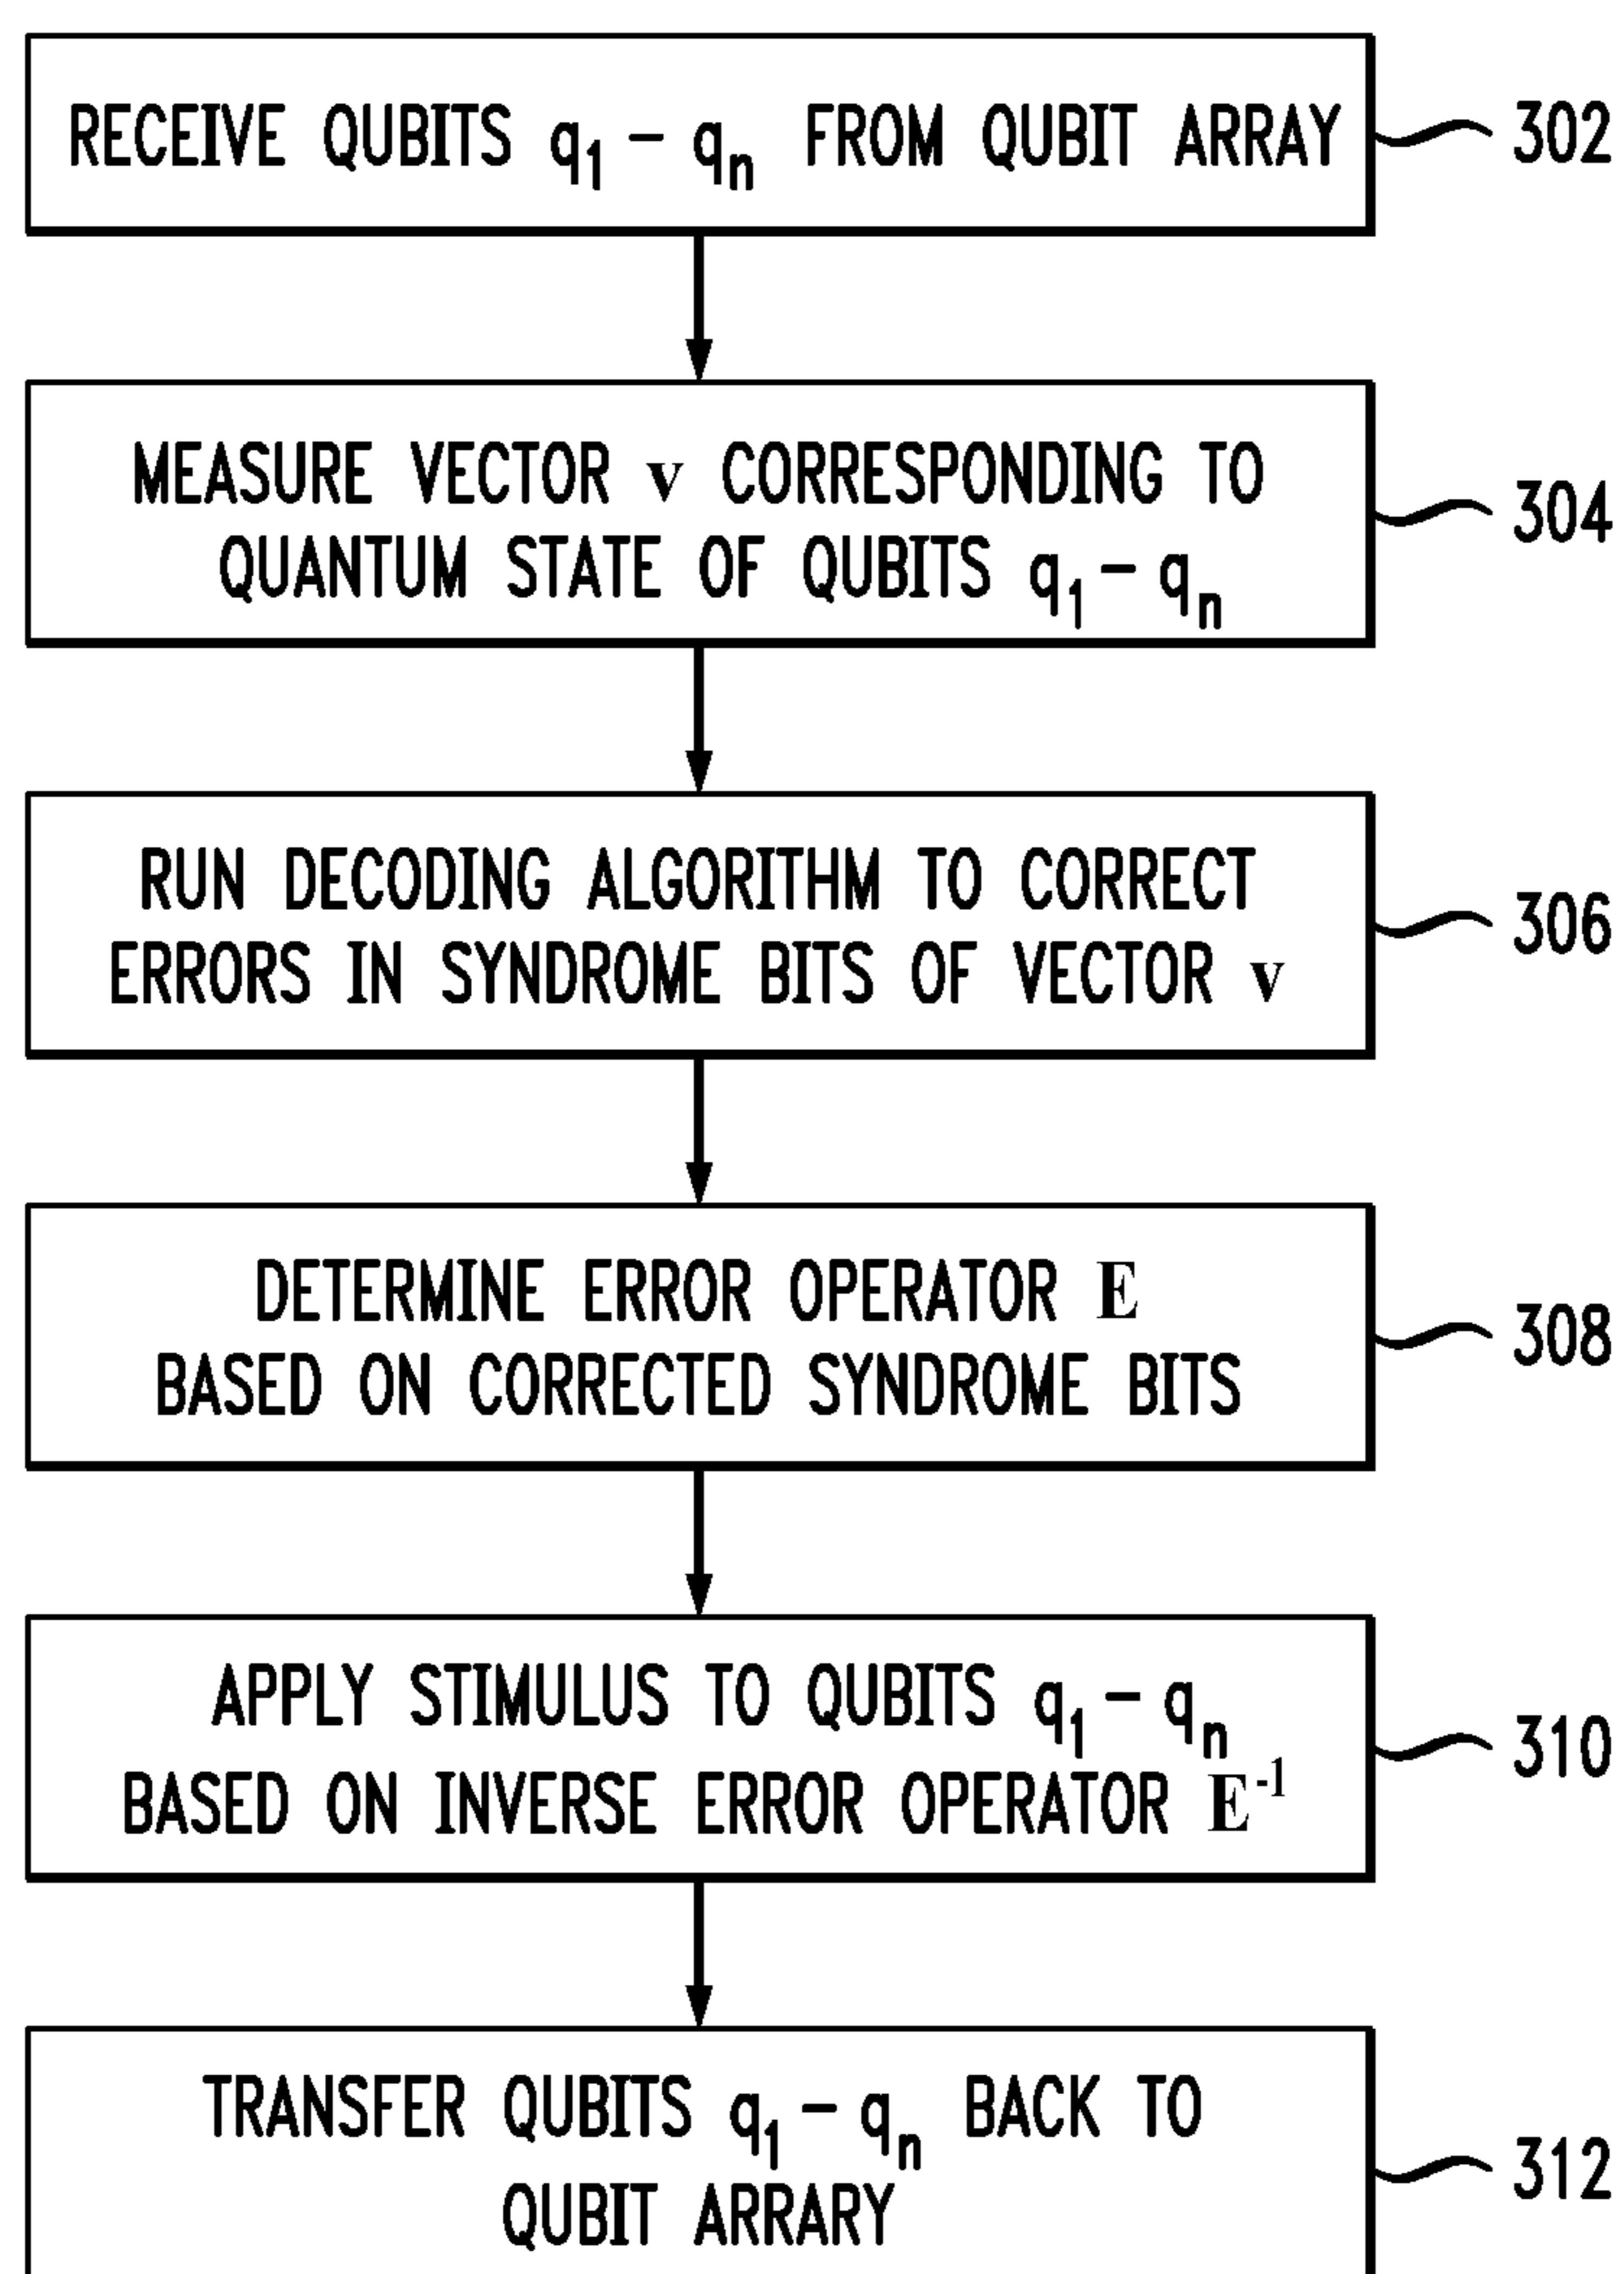 RECEIVE QUBITS q1 – qn FROM QUBIT ARRAY
302
MEASURE VECTOR v CORRESPONDING TO
QUANTUM STATE OF QUBITS q1 – qn
304
RUN DECODING ALGORITHM TO CORRECT
ERRORS IN SYNDROME BITS OF VECTOR v
306
DETERMINE ERROR OPERATOR E
BASED ON CORRECTED SYNDROME BITS
308
APPLY STIMULUS TO QUBITS q1 – qn
BASED ON INVERSE ERROR OPERATOR E-1
310
TRANSFER QUBITS q1 – qn BACK TO
QUBIT ARRARY
312